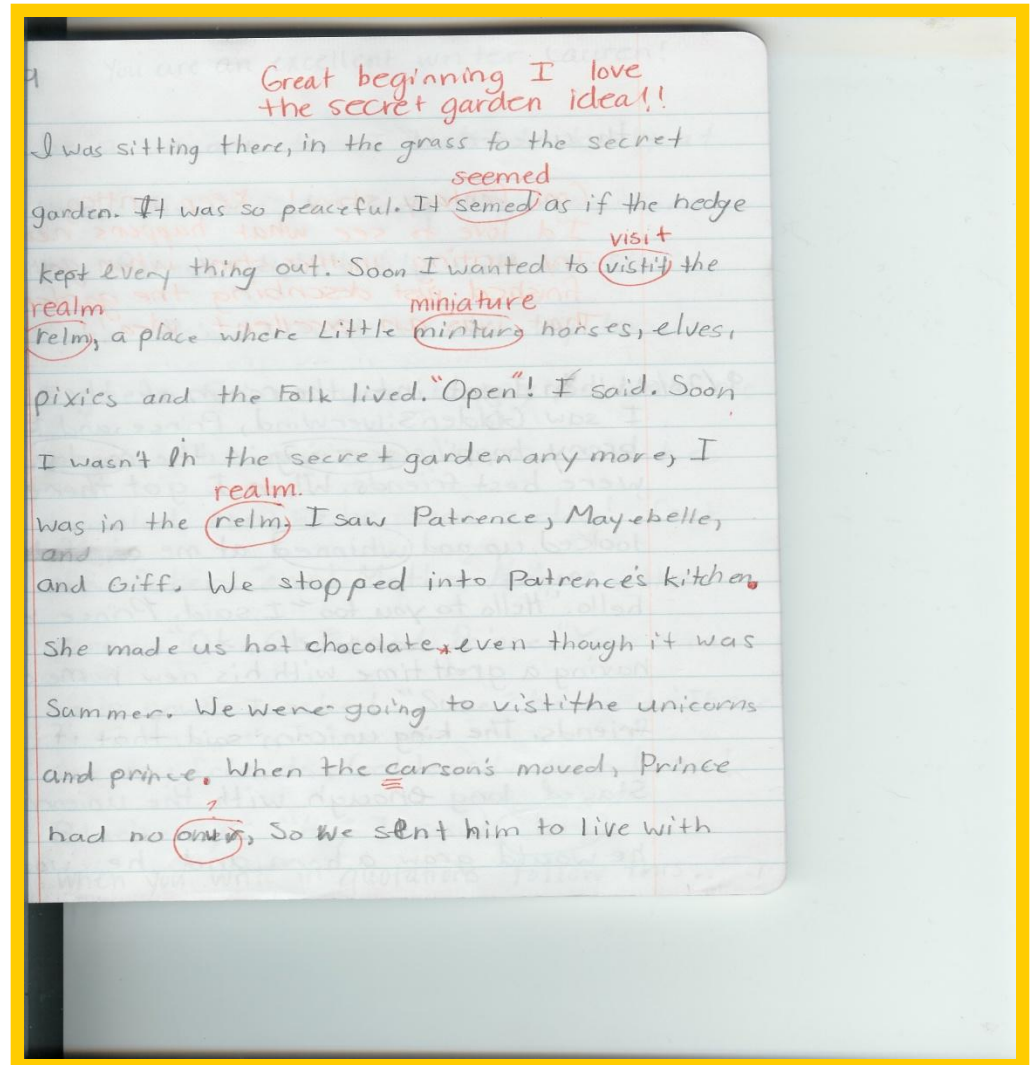 Great beginning I love
the secret garden idea!!
I was sitting there, in the grass to the secret
seemed
garden. It was so peaceful. It semed as if the hedge
visit
kept every thing out. Soon I wanted to vistit the
realm miniature
relm, a place where Little minture horses, elves,
pixies and the Folk lived. "Open"! I said. Soon
I wasn't in the secret garden any more, I
realm.
was in the relm, I saw Patrence, Mayebelle,
and
and Giff. We stopped into Patrence's kitchen.
She made us hot chocolate, even though it was
Summer. We were going to vistithe unicorns
and prince. When the carson's moved, Prince
?
had no, So we sent him to live with